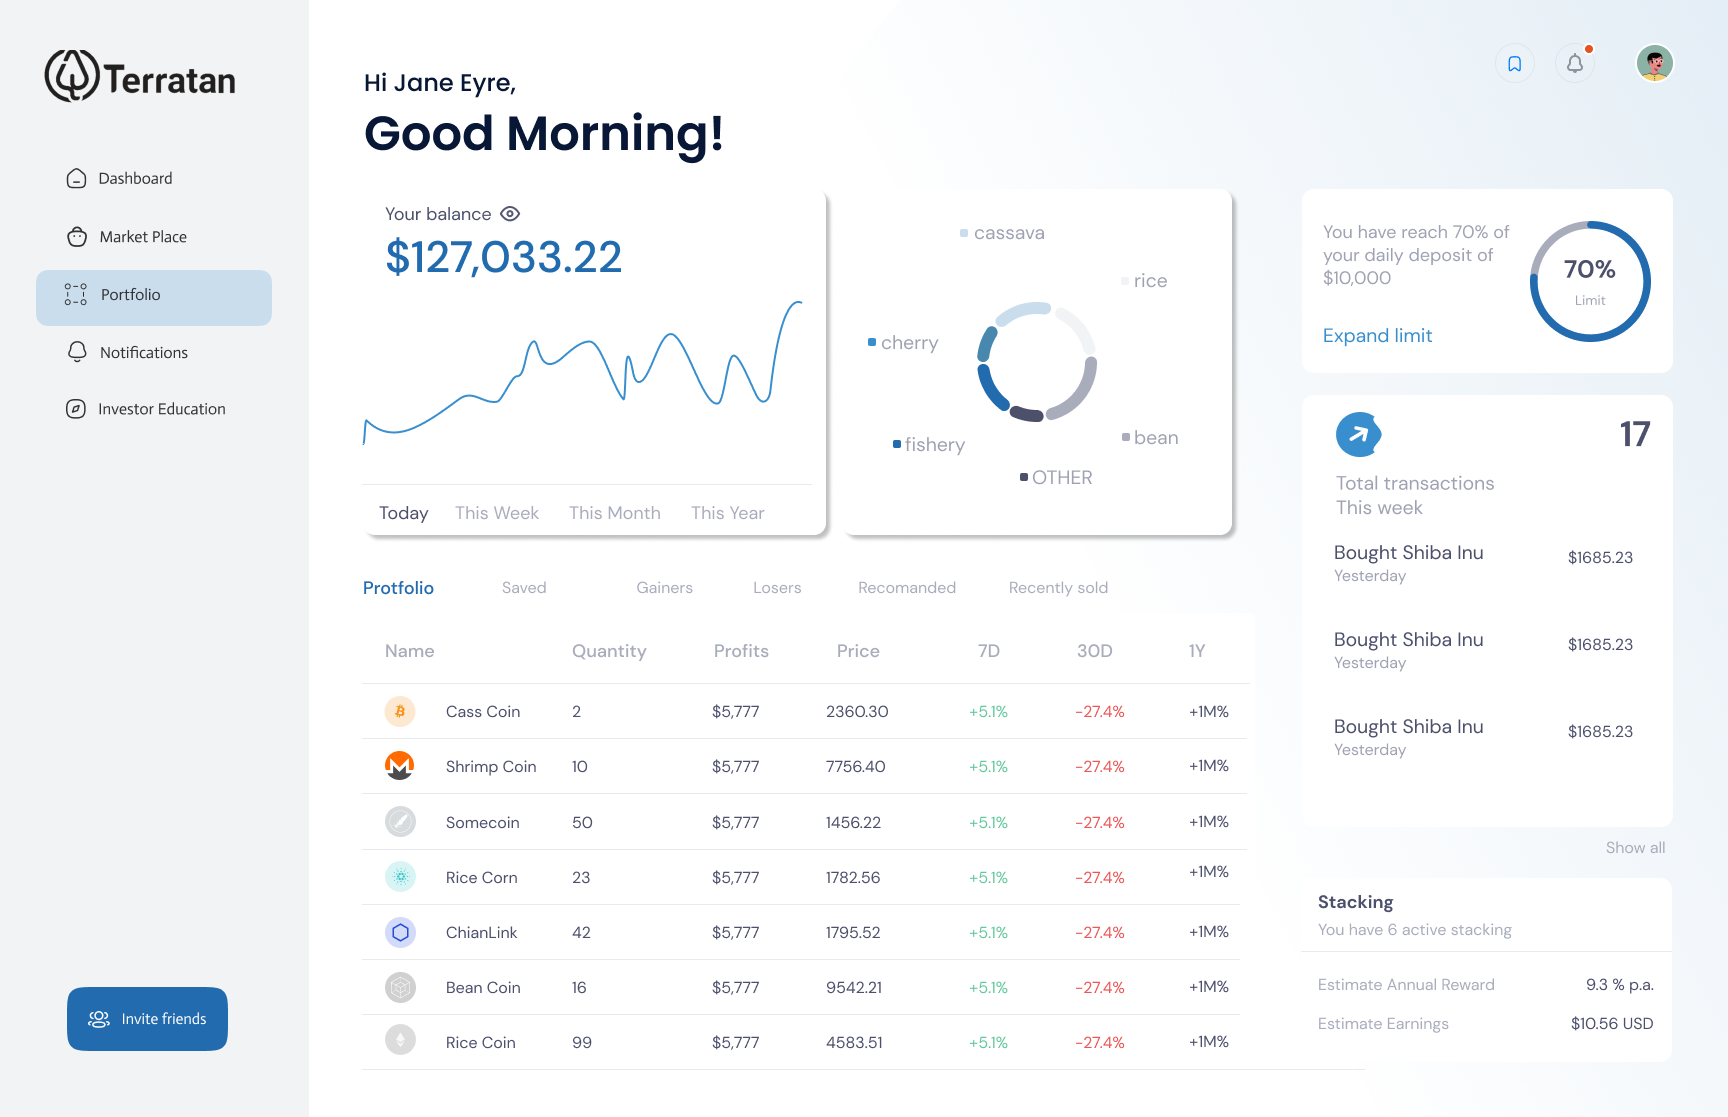 Terratan
Dashboard
Market Place
Portfolio
Notifications
Investor Education
Invite friends
Hi Jane Eyre,
Good Morning!
Your balance
$127,033.22
Today This Week This Month This Year
cassava
rice
cherry
fishery
bean
OTHER
You have reach 70% of
your daily deposit of
$10,000
Expand limit
70%
Limit
17
Total transactions
This week
Bought Shiba Inu $1685.23
Yesterday
Bought Shiba Inu $1685.23
Yesterday
Bought Shiba Inu $1685.23
Yesterday
Show all
Protfolio Saved Gainers Losers Recomanded Recently sold
Name Quantity Profits Price 7D 30D 1Y
Cass Coin 2 $5,777 2360.30 +5.1% -27.4% +1M%
Shrimp Coin 10 $5,777 7756.40 +5.1% -27.4% +1M%
Somecoin 50 $5,777 1456.22 +5.1% -27.4% +1M%
Rice Corn 23 $5,777 1782.56 +5.1% -27.4% +1M%
ChianLink 42 $5,777 1795.52 +5.1% -27.4% +1M%
Bean Coin 16 $5,777 9542.21 +5.1% -27.4% +1M%
Rice Coin 99 $5,777 4583.51 +5.1% -27.4% +1M%
Stacking
You have 6 active stacking
Estimate Annual Reward 9.3 % p.a.
Estimate Earnings $10.56 USD